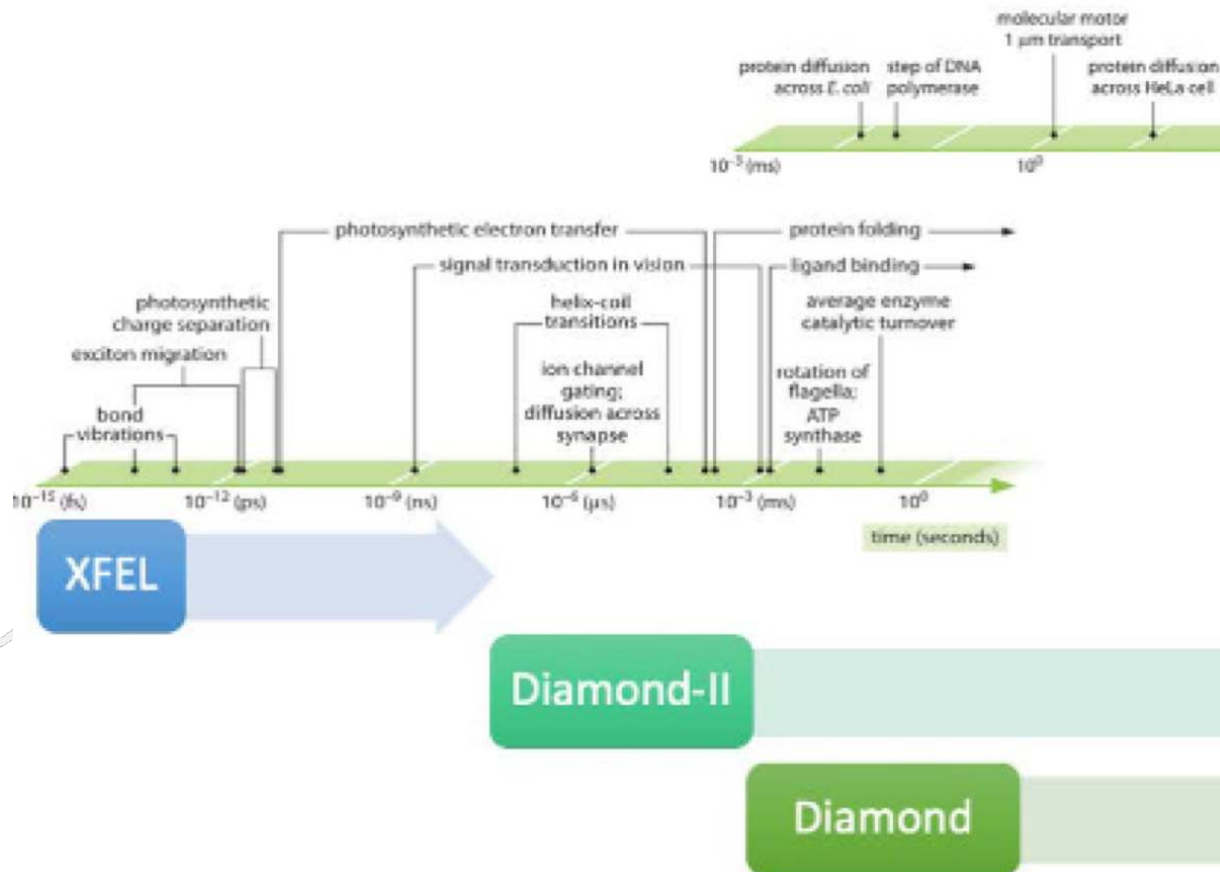 molecular motor
1 μm transport
protein diffusion
across E. coli
step of DNA
polymerase
protein diffusion
across HeLa cell
10⁻³ (ms)
10⁰
photosynthetic electron transfer
protein folding
signal transduction in vision
ligand binding
photosynthetic
charge separation
helix-coil
transitions
average enzyme
catalytic turnover
exciton migration
ion channel
gating;
diffusion across
synapse
rotation of
flagella;
ATP
synthase
bond
vibrations
10⁻¹⁵ (fs)
10⁻¹² (ps)
10⁻⁹ (ns)
10⁻⁶ (μs)
10⁻³ (ms)
10⁰
time (seconds)
XFEL
Diamond-II
Diamond